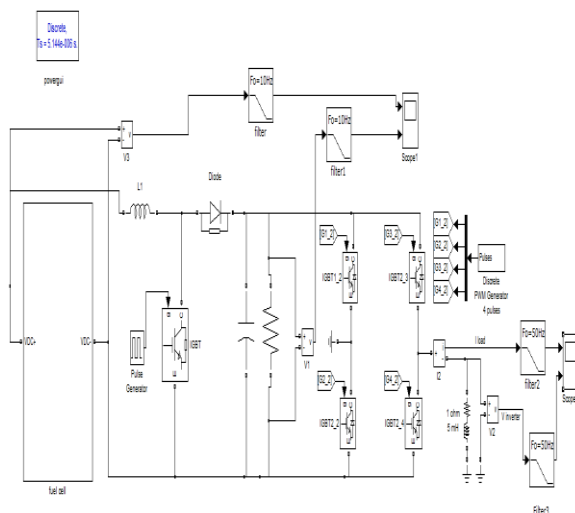 Discrete,
Ts = 5.144e-006 s.
powergui
Fo=10Hz
filter
Fo=10Hz
filter1
Scope1
V3
L1
Diode
[G1_2]
[G3_2]
IGBT1_2
IGBT2_3
[G1_2]
[G2_2]
[G3_2]
[G4_2]
Pulses
Discrete
PWM Generator
4 pulses
VDC+
VDC-
IGBT
Pulse
Generator
V1
[G2_2]
[G4_2]
IGBT2_2
IGBT2_4
I2
Iload
Fo=50Hz
filter2
Scope
1 ohm
5 mH
V2
V inverter
Fo=50Hz
Filter3
fuel cell